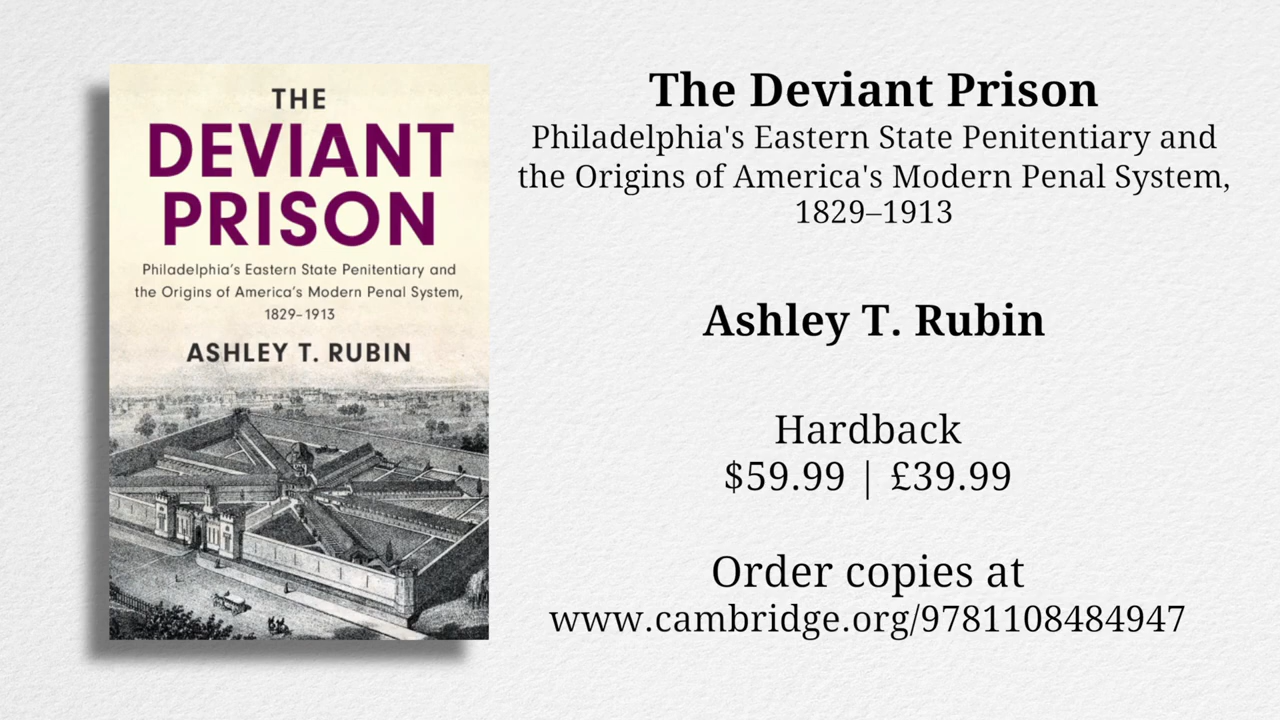 THE
DEVIANT
PRISON
Philadelphia’s Eastern State Penitentiary and
the Origins of America’s Modern Penal System,
1829–1913
ASHLEY T. RUBIN
The Deviant Prison
Philadelphia's Eastern State Penitentiary and
the Origins of America's Modern Penal System,
1829–1913
Ashley T. Rubin
Hardback
$59.99 | £39.99
Order copies at
www.cambridge.org/9781108484947